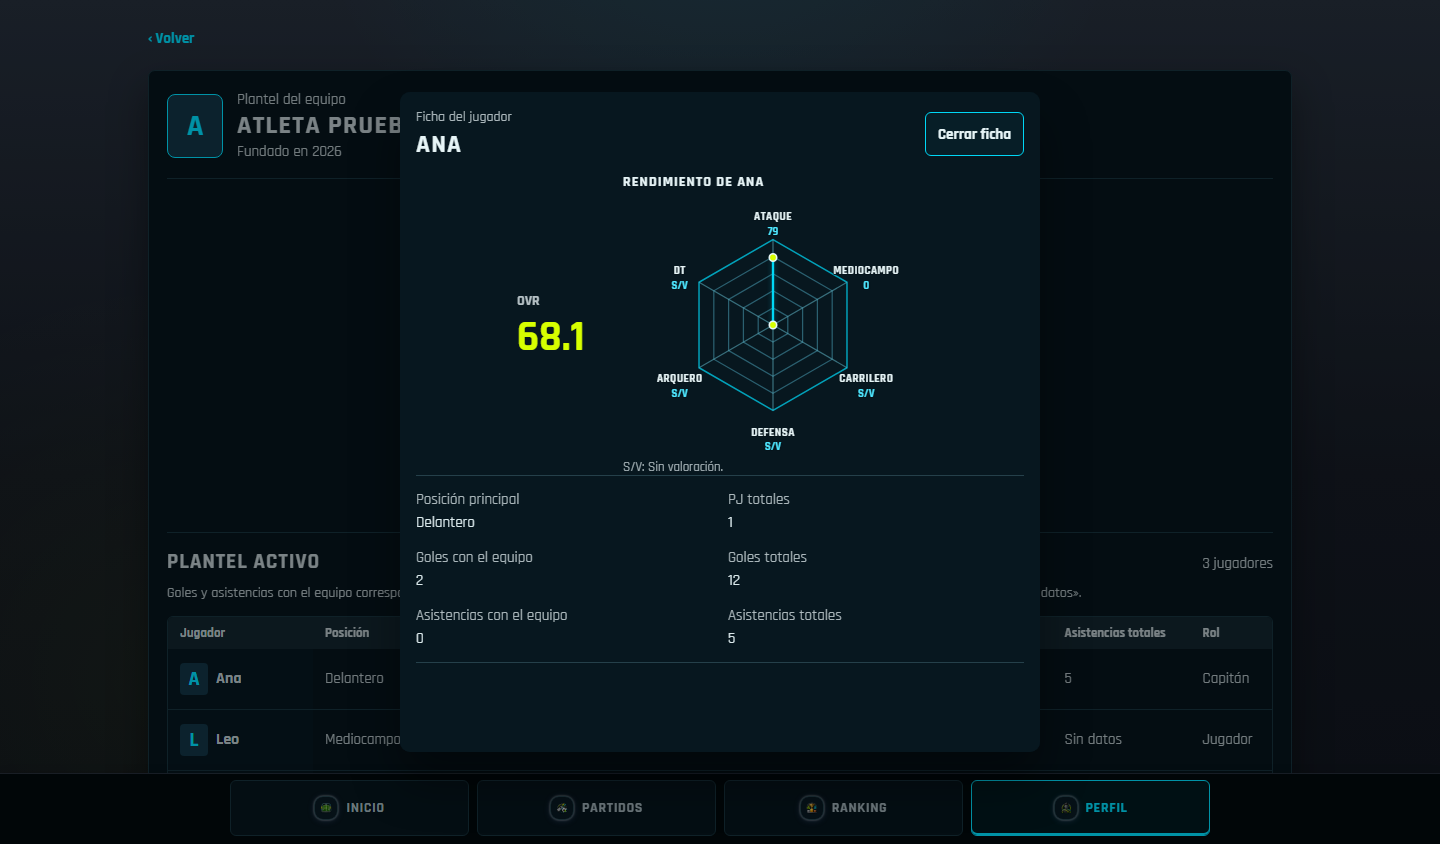 ‹ Volver
A
Plantel del equipo
ATLETA PRUEB
Fundado en 2026
Ficha del jugador
ANA
Cerrar ficha
RENDIMIENTO DE ANA
ATAQUE
79
DT
S/V
MEDIOCAMPO
0
OVR
68.1
ARQUERO
S/V
CARRILERO
S/V
DEFENSA
S/V
S/V: Sin valoración.
Posición principal
Delantero
PJ totales
1
Goles con el equipo
2
Goles totales
12
Asistencias con el equipo
0
Asistencias totales
5
PLANTEL ACTIVO
3 jugadores
Goles y asistencias con el equipo correspo
datos».
Jugador Posición Asistencias totales Rol
A Ana Delantero 5 Capitán
L Leo Mediocampo Sin datos Jugador
INICIO PARTIDOS RANKING PERFIL